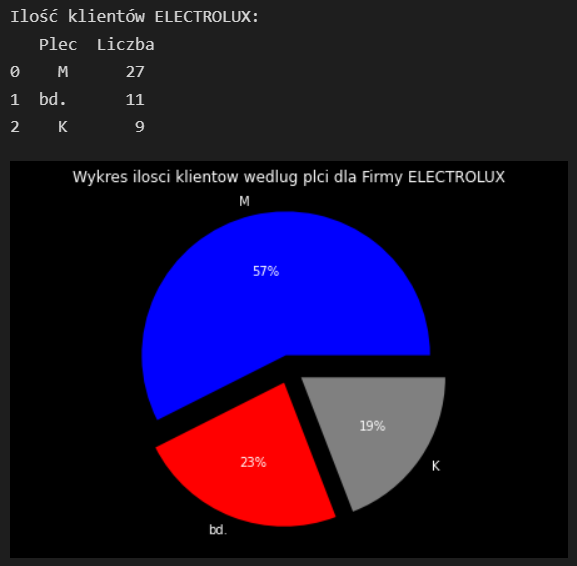 Ilość klientów ELECTROLUX:
Plec Liczba
0 M 27
1 bd. 11
2 K 9
Wykres ilosci klientow wedlug plci dla Firmy ELECTROLUX
M
57%
19%
23%
K
bd.